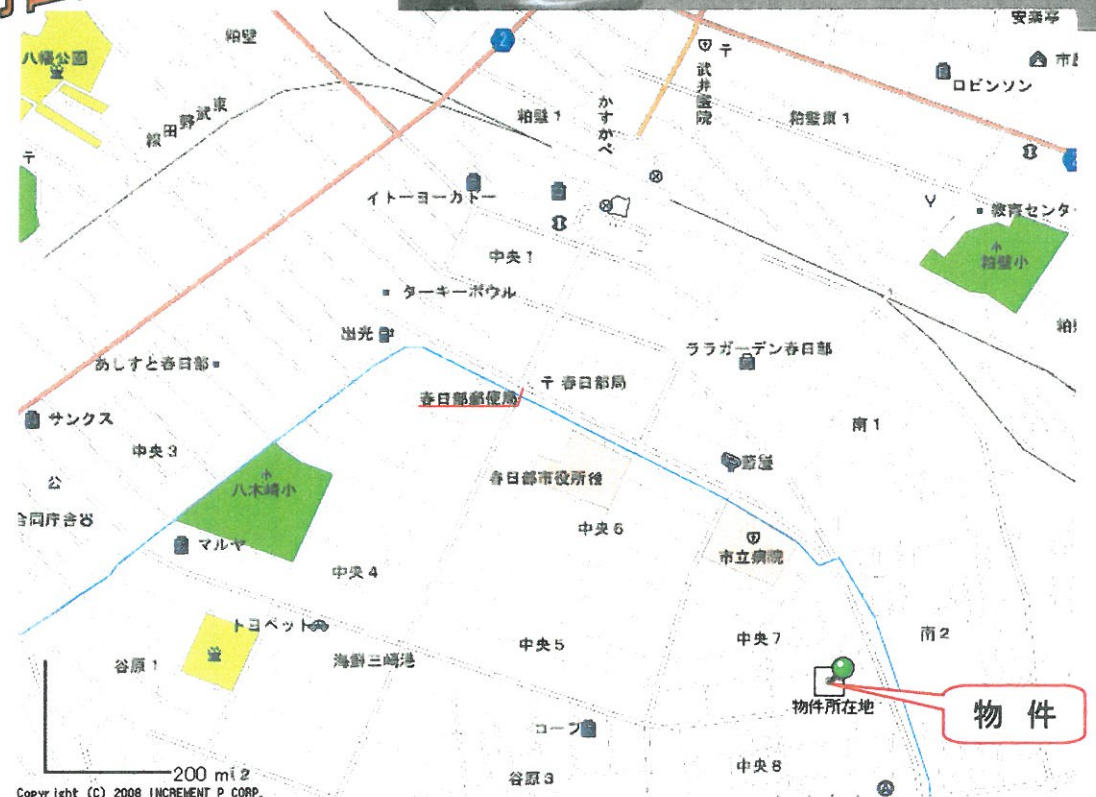 安楽亭
粕壁
2
八幡公園
〒
武井医院
ロビンソン
かすかべ
粕壁1
粕壁東1
東武野田線
〒
イトーヨーカドー
教育センタ
小
粕壁小
中央1
ターキーボウル
出光
ララガーデン春日部
あしすと春日部
〒 春日部局
春日部郵便局
サンクス
南1
中央3
小
八木崎小
春日部市役所後
公
合同庁舎
中央6
市立病院
マルヤ
中央4
トヨペット
中央5
中央7
南2
谷原1
海鮮三崎港
物件所在地
物件
コープ
200 m
谷原3
中央8
Copyright (C) 2008 INCREMENT P CORP.